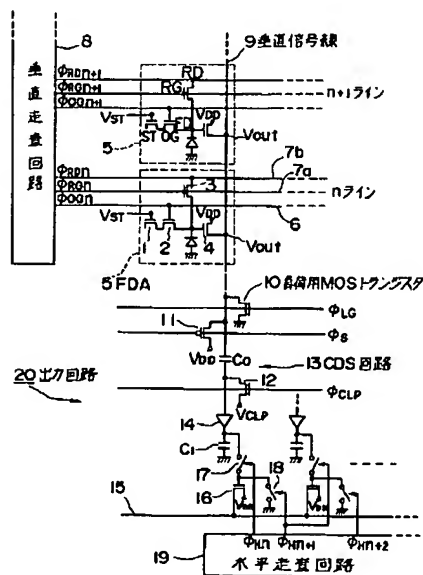 8
9垂直信号線
垂直走査回路
ΦRDn+1
ΦRGn+1
ΦOGn+1
RD
RG
n+1ライン
VST
FD
VDD
ST OG
5
Vout
ΦRDn
ΦRGn
ΦOGn
7b
7a
3
nライン
VST
VDD
6
Vout
1
2
4
5FDA
10負荷用MOSトランジスタ
ΦLG
11
ΦS
VDD
C0
13CDS回路
20出力回路
12
ΦCLP
VCLP
14
C1
17
18
15
16
VDD
VDD
ΦHn
ΦHn+1
ΦHn+2
19
水平走査回路